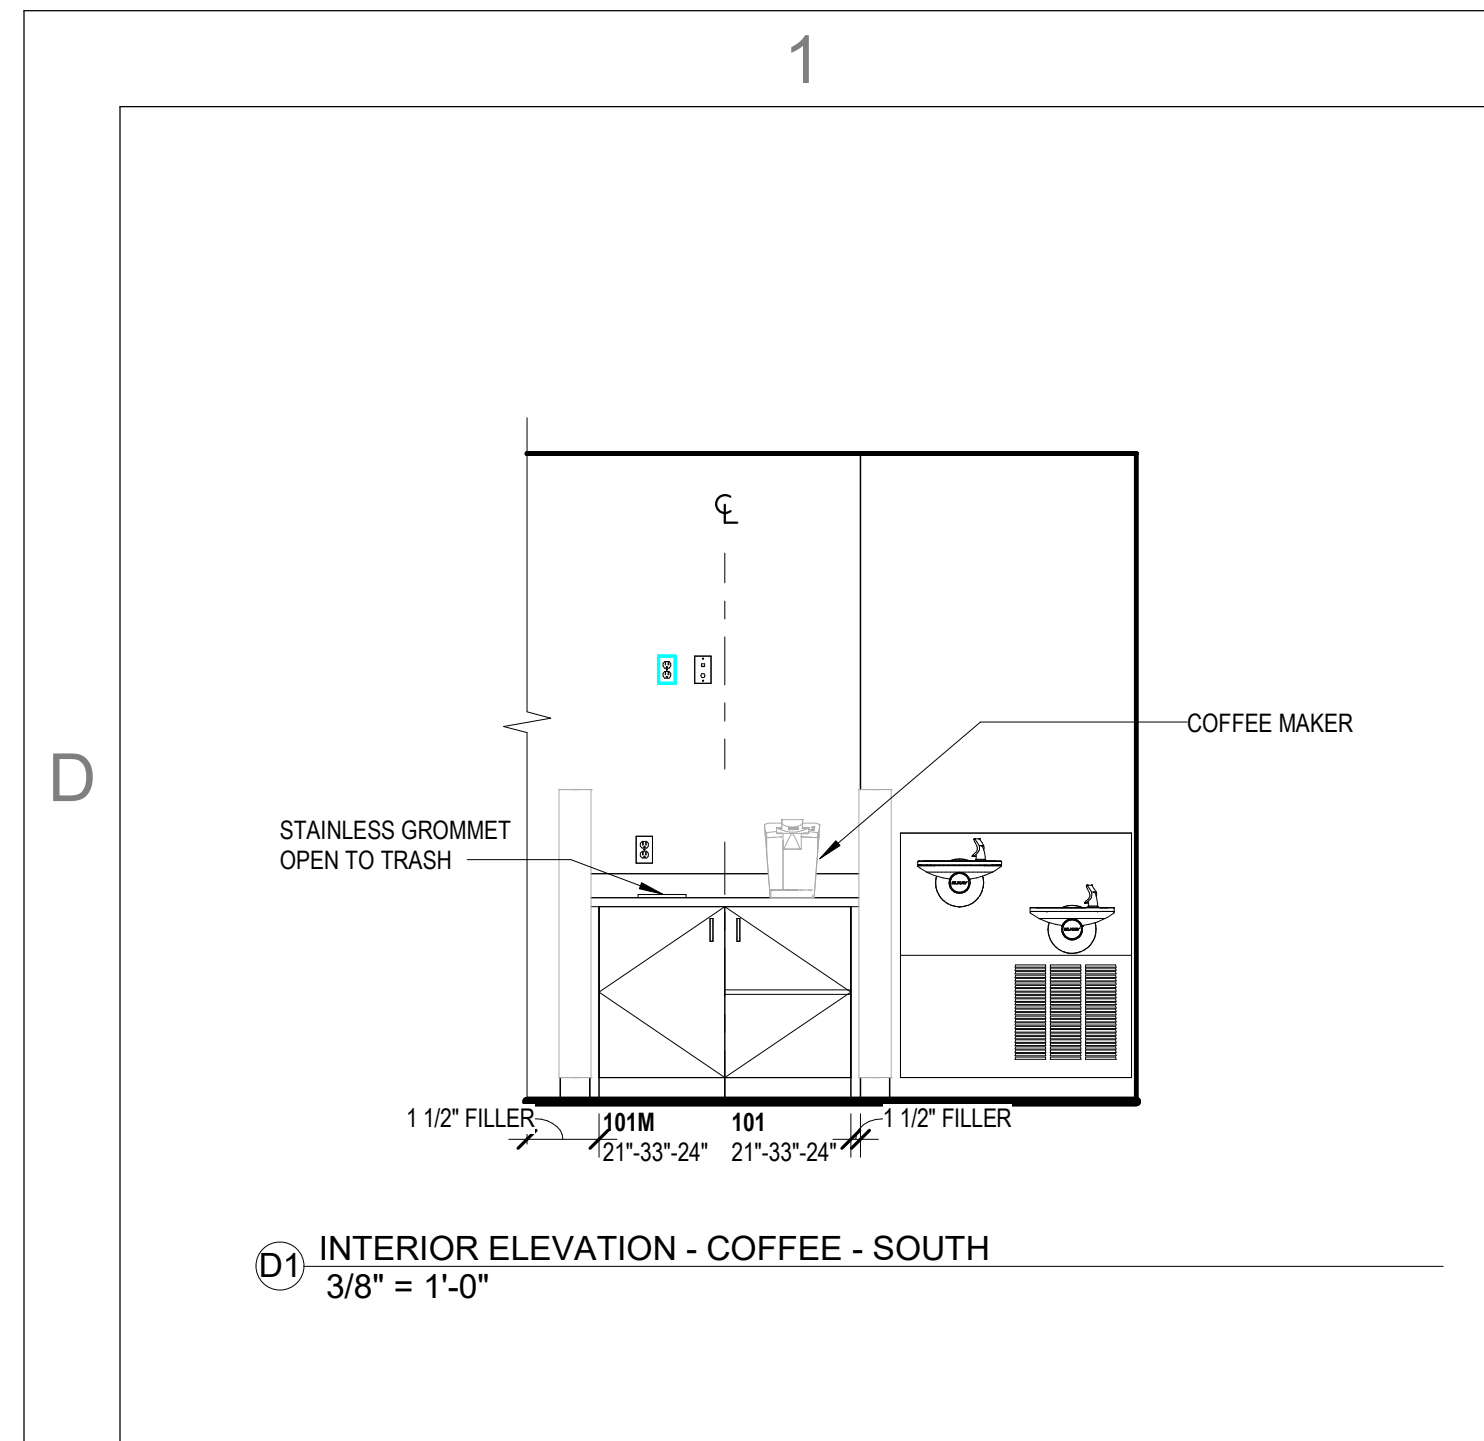 1
D
℄
COFFEE MAKER
STAINLESS GROMMET
OPEN TO TRASH
1 1/2" FILLER
101M
101
1 1/2" FILLER
21"-33"-24"
21"-33"-24"
D1
INTERIOR ELEVATION - COFFEE - SOUTH
3/8" = 1'-0"